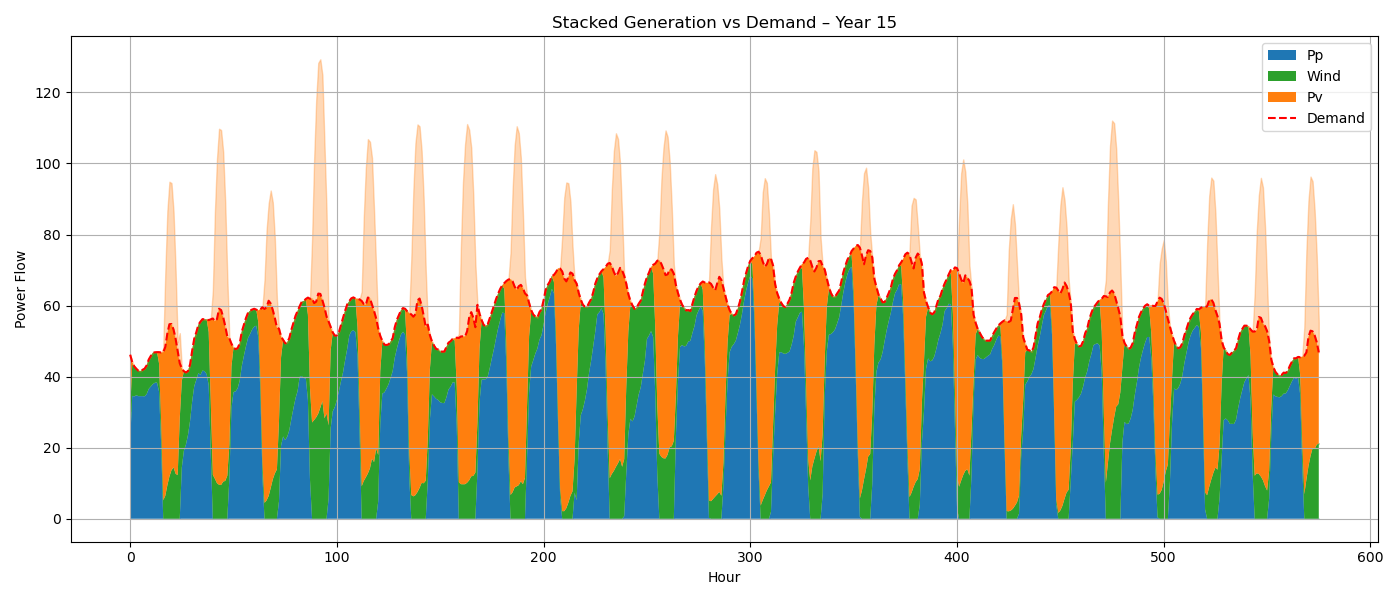 Stacked Generation vs Demand – Year 15
Power Flow
120
100
80
60
40
20
0
0 100 200 300 400 500 600
Hour
Pp
Wind
Pv
Demand